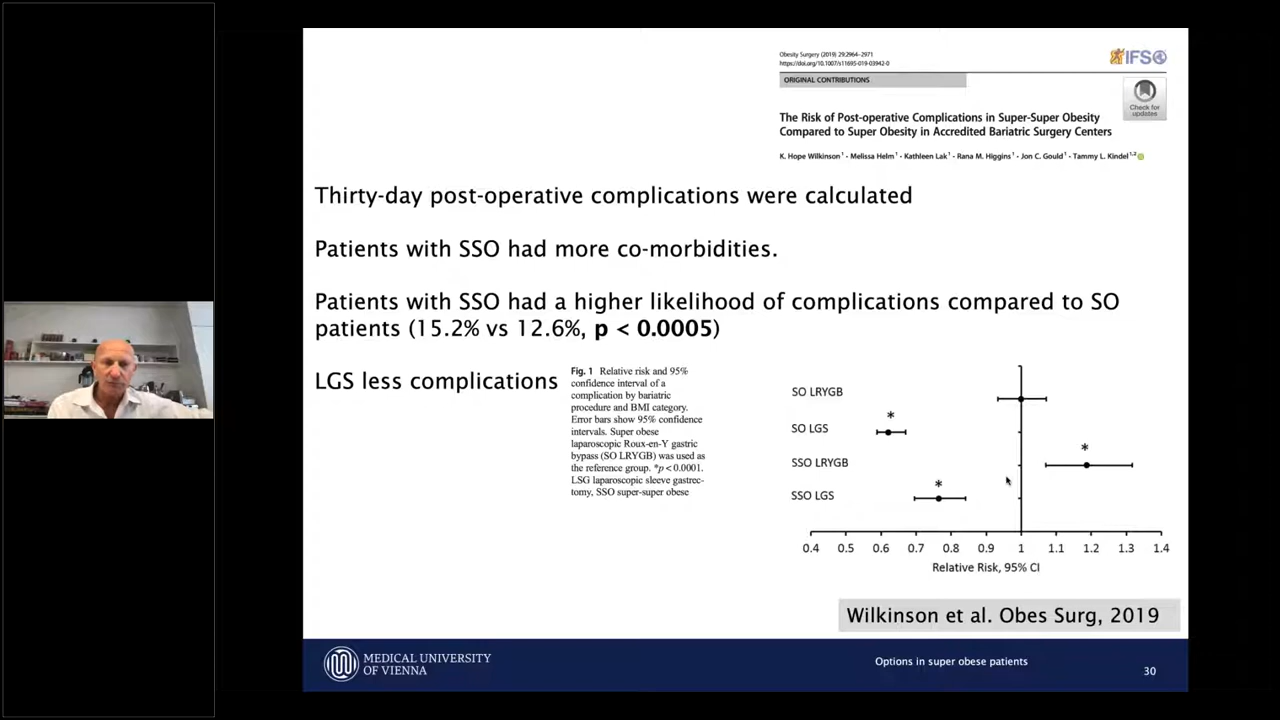 Obesity Surgery (2019) 29:2964–2971
https://doi.org/10.1007/s11695-019-03942-0
IFSO
ORIGINAL CONTRIBUTIONS
Check for
updates
The Risk of Post-operative Complications in Super-Super Obesity
Compared to Super Obesity in Accredited Bariatric Surgery Centers
K. Hope Wilkinson1 · Melissa Helm1 · Kathleen Lak1 · Rana M. Higgins1 · Jon C. Gould1 · Tammy L. Kindel1,2
Thirty-day post-operative complications were calculated
Patients with SSO had more co-morbidities.
Patients with SSO had a higher likelihood of complications compared to SO
patients (15.2% vs 12.6%, p < 0.0005)
LGS less complications
Fig. 1 Relative risk and 95%
confidence interval of a
complication by bariatric
procedure and BMI category.
Error bars show 95% confidence
intervals. Super obese
laparoscopic Roux-en-Y gastric
bypass (SO LRYGB) was used as
the reference group. *p < 0.0001.
LSG laparoscopic sleeve gastrec-
tomy, SSO super-super obese
SO LRYGB
SO LGS
*
SSO LRYGB
*
SSO LGS
*
0.4 0.5 0.6 0.7 0.8 0.9 1 1.1 1.2 1.3 1.4
Relative Risk, 95% CI
Wilkinson et al. Obes Surg, 2019
MEDICAL UNIVERSITY
OF VIENNA
Options in super obese patients
30